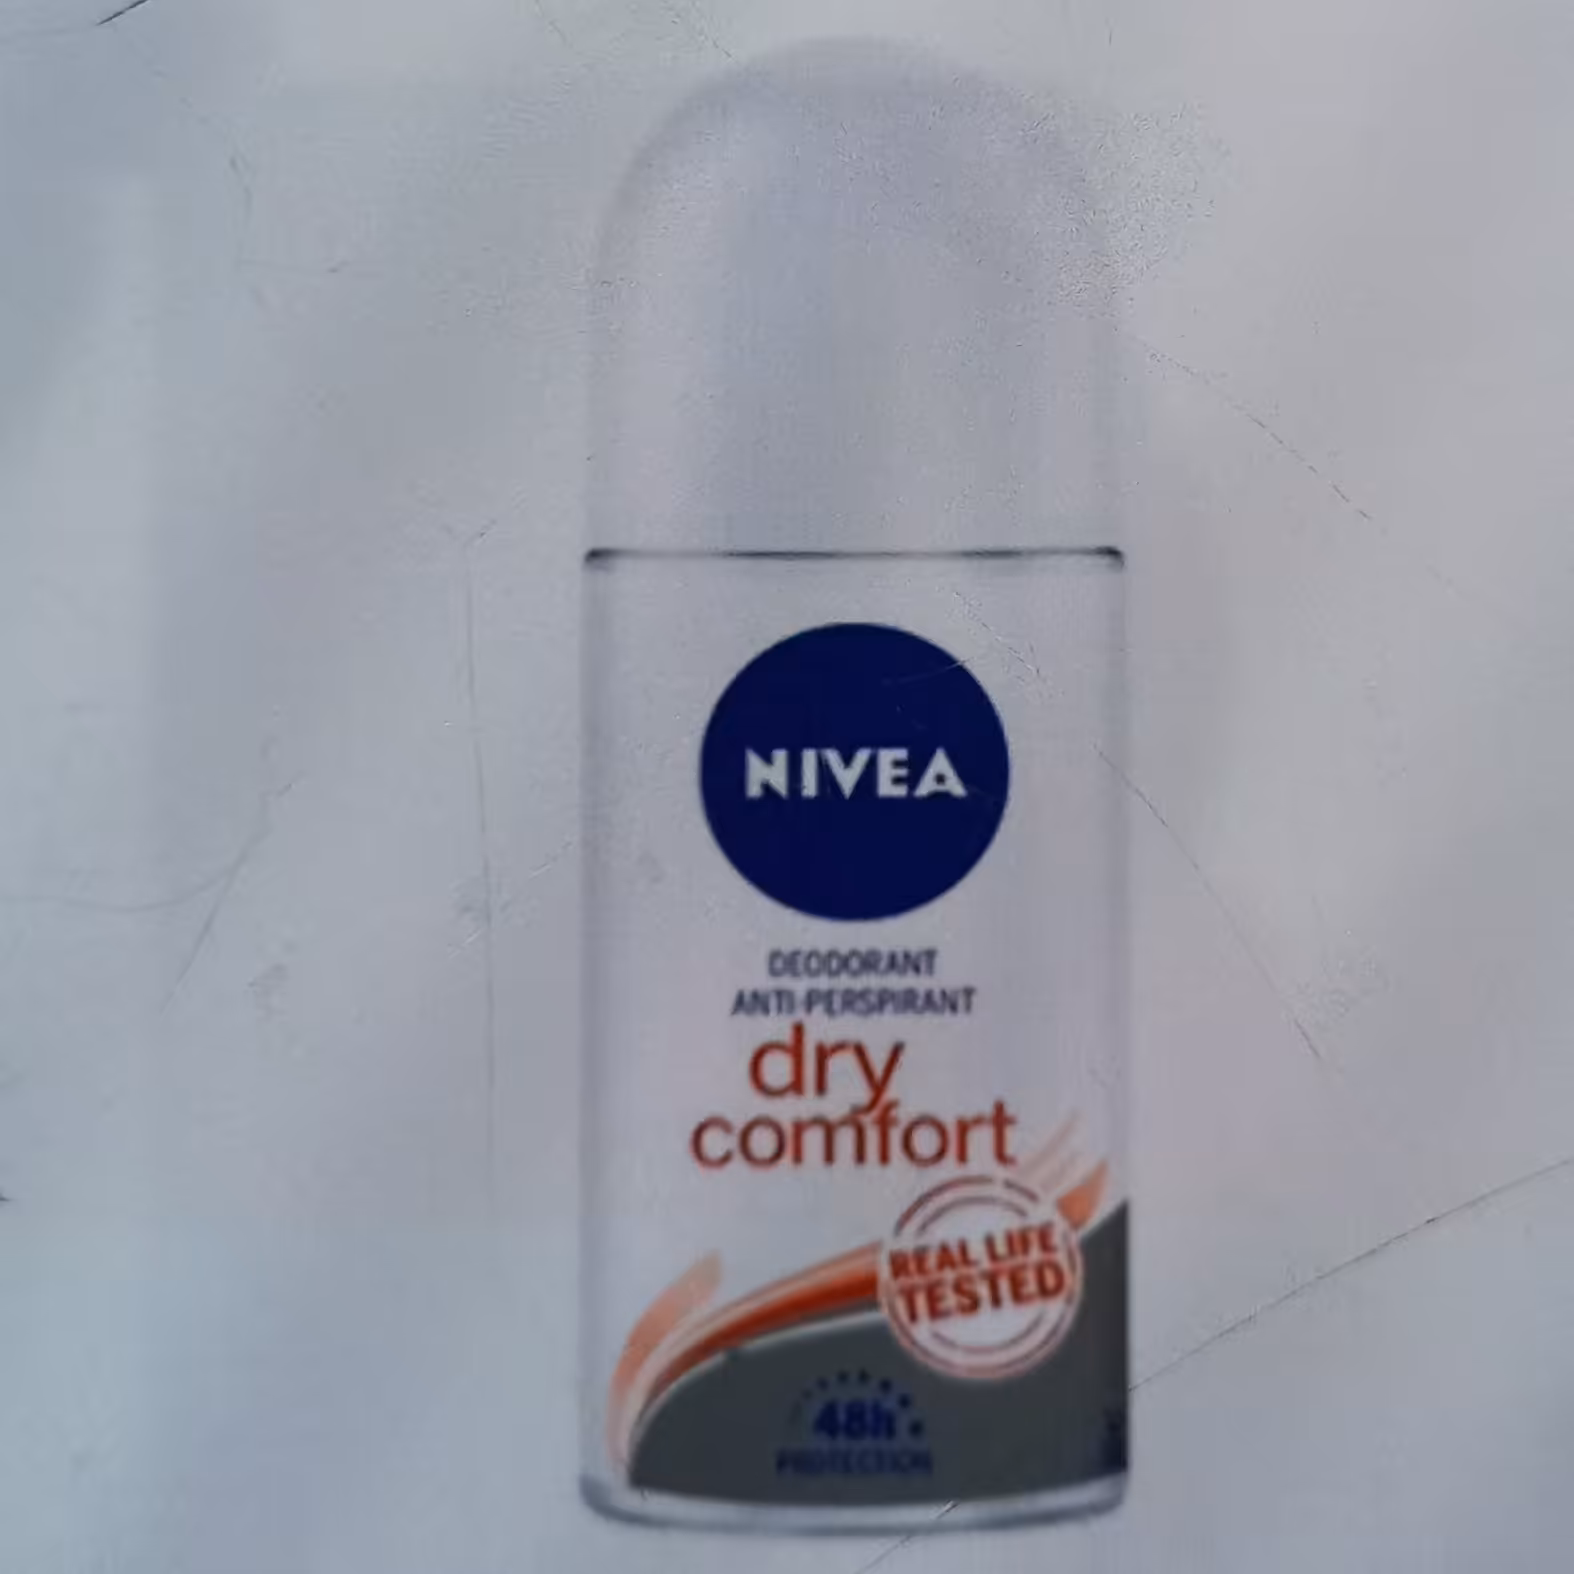 NIVEA
DEODORANT
ANTI-PERSPIRANT
dry
comfort
REAL LIFE
TESTED
48h
PROTECTION